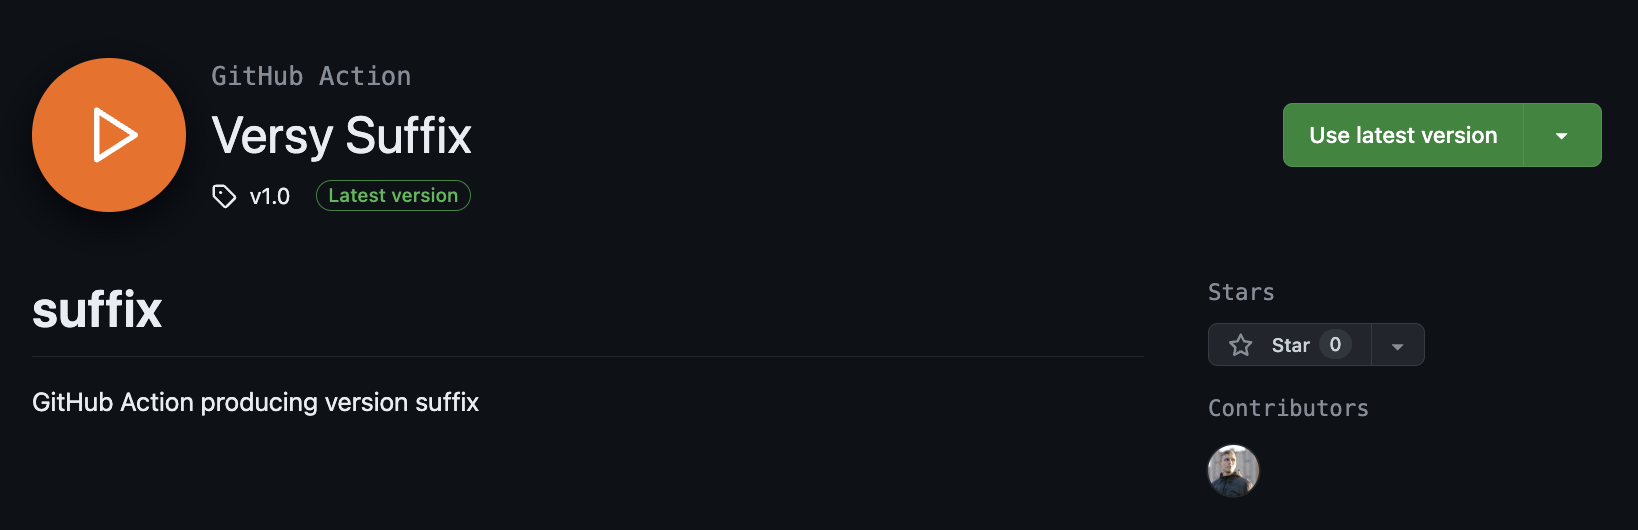 GitHub Action
Versy Suffix
v1.0 Latest version
Use latest version
suffix
GitHub Action producing version suffix
Stars
Star 0
Contributors